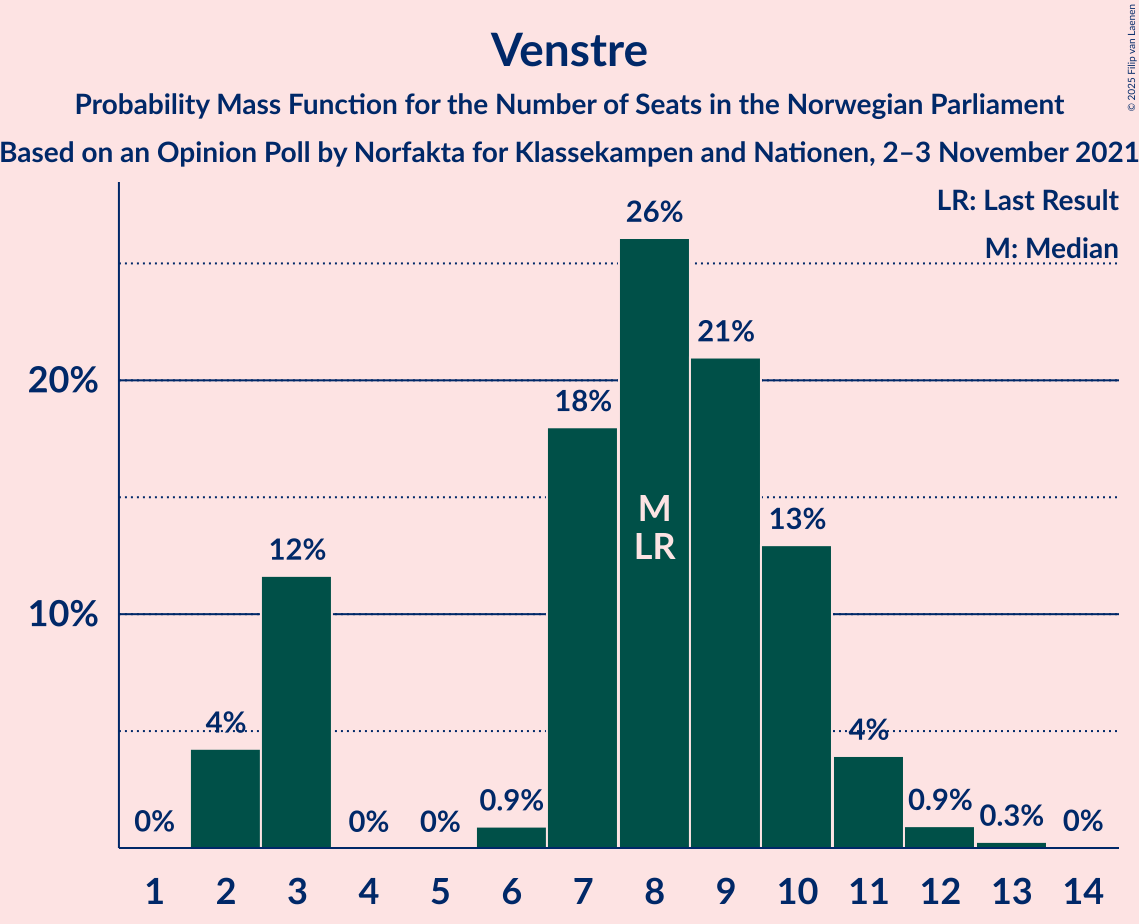 Venstre
Probability Mass Function for the Number of Seats in the Norwegian Parliament
Based on an Opinion Poll by Norfakta for Klassekampen and Nationen, 2–3 November 2021
© 2025 Filip van Laenen
LR: Last Result
M: Median
20%
10%
0%
4%
12%
0%
0%
0.9%
18%
26%
21%
13%
4%
0.9%
0.3%
0%
M
LR
1 2 3 4 5 6 7 8 9 10 11 12 13 14